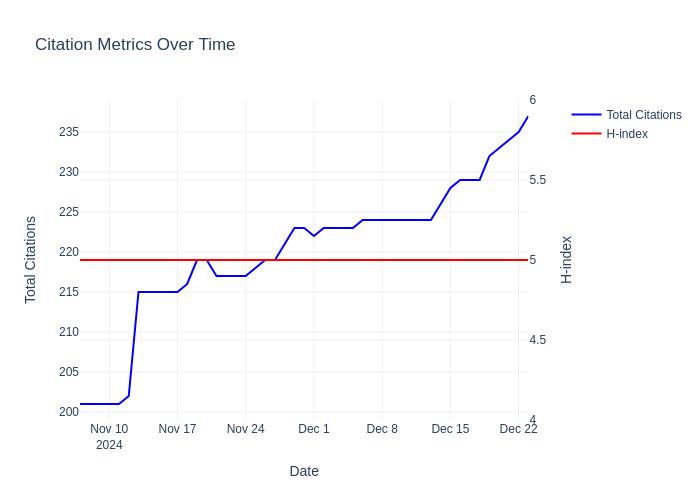 Citation Metrics Over Time
Total Citations
H-index
235
230
225
220
215
210
205
200
6
5.5
5
4.5
4
Total Citations
H-index
Nov 10
2024
Nov 17
Nov 24
Dec 1
Dec 8
Dec 15
Dec 22
Date